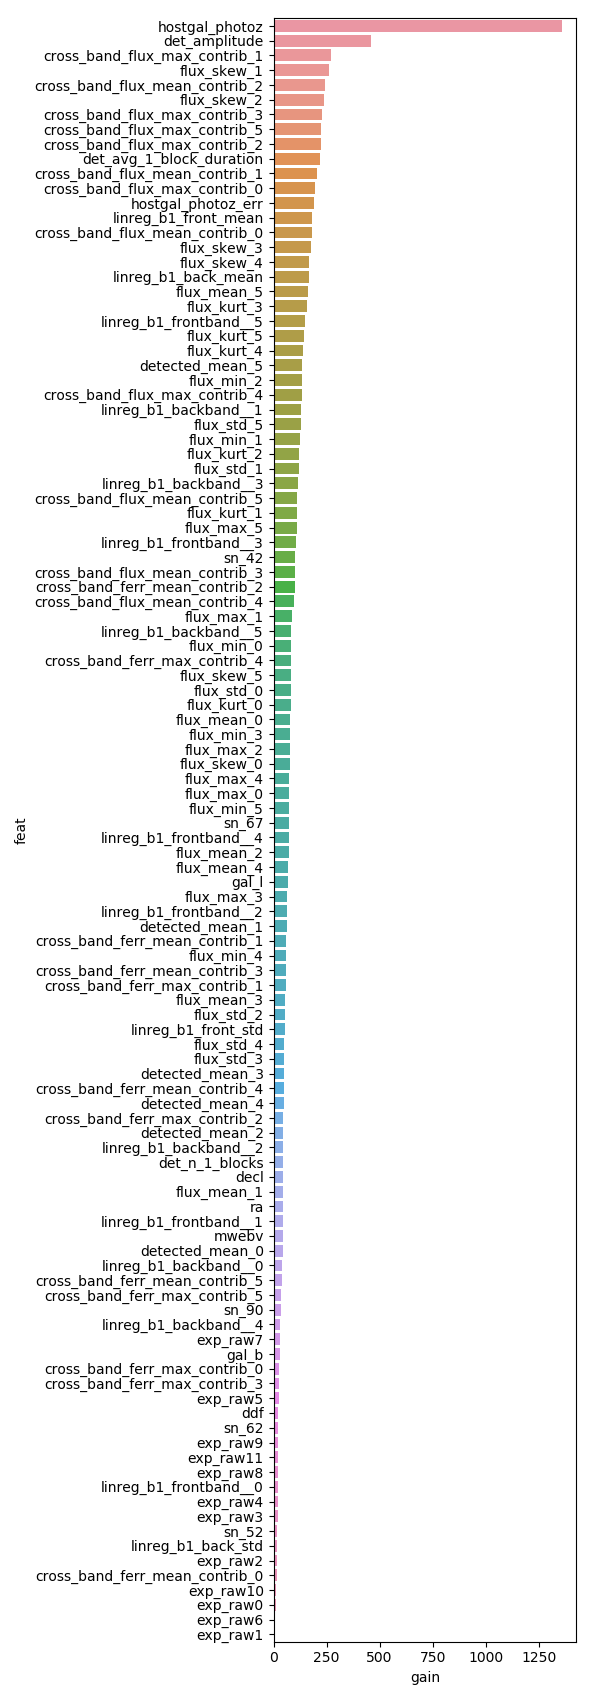 hostgal_photoz
det_amplitude
cross_band_flux_max_contrib_1
flux_skew_1
cross_band_flux_mean_contrib_2
flux_skew_2
cross_band_flux_max_contrib_3
cross_band_flux_max_contrib_5
cross_band_flux_max_contrib_2
det_avg_1_block_duration
cross_band_flux_mean_contrib_1
cross_band_flux_max_contrib_0
hostgal_photoz_err
linreg_b1_front_mean
cross_band_flux_mean_contrib_0
flux_skew_3
flux_skew_4
linreg_b1_back_mean
flux_mean_5
flux_kurt_3
linreg_b1_frontband__5
flux_kurt_5
flux_kurt_4
detected_mean_5
flux_min_2
cross_band_flux_max_contrib_4
linreg_b1_backband__1
flux_std_5
flux_min_1
flux_kurt_2
flux_std_1
linreg_b1_backband__3
cross_band_flux_mean_contrib_5
flux_kurt_1
flux_max_5
linreg_b1_frontband__3
sn_42
cross_band_flux_mean_contrib_3
cross_band_ferr_mean_contrib_2
cross_band_flux_mean_contrib_4
flux_max_1
linreg_b1_backband__5
flux_min_0
cross_band_ferr_max_contrib_4
flux_skew_5
flux_std_0
flux_kurt_0
flux_mean_0
flux_min_3
flux_max_2
flux_skew_0
flux_max_4
flux_max_0
flux_min_5
sn_67
linreg_b1_frontband__4
flux_mean_2
flux_mean_4
gal_l
flux_max_3
linreg_b1_frontband__2
detected_mean_1
cross_band_ferr_mean_contrib_1
flux_min_4
cross_band_ferr_mean_contrib_3
cross_band_ferr_max_contrib_1
flux_mean_3
flux_std_2
linreg_b1_front_std
flux_std_4
flux_std_3
detected_mean_3
cross_band_ferr_mean_contrib_4
detected_mean_4
cross_band_ferr_max_contrib_2
detected_mean_2
linreg_b1_backband__2
det_n_1_blocks
decl
flux_mean_1
ra
linreg_b1_frontband__1
mwebv
detected_mean_0
linreg_b1_backband__0
cross_band_ferr_mean_contrib_5
cross_band_ferr_max_contrib_5
sn_90
linreg_b1_backband__4
exp_raw7
gal_b
cross_band_ferr_max_contrib_0
cross_band_ferr_max_contrib_3
exp_raw5
ddf
sn_62
exp_raw9
exp_raw11
exp_raw8
linreg_b1_frontband__0
exp_raw4
exp_raw3
sn_52
linreg_b1_back_std
exp_raw2
cross_band_ferr_mean_contrib_0
exp_raw10
exp_raw0
exp_raw6
exp_raw1
feat
0 250 500 750 1000 1250
gain